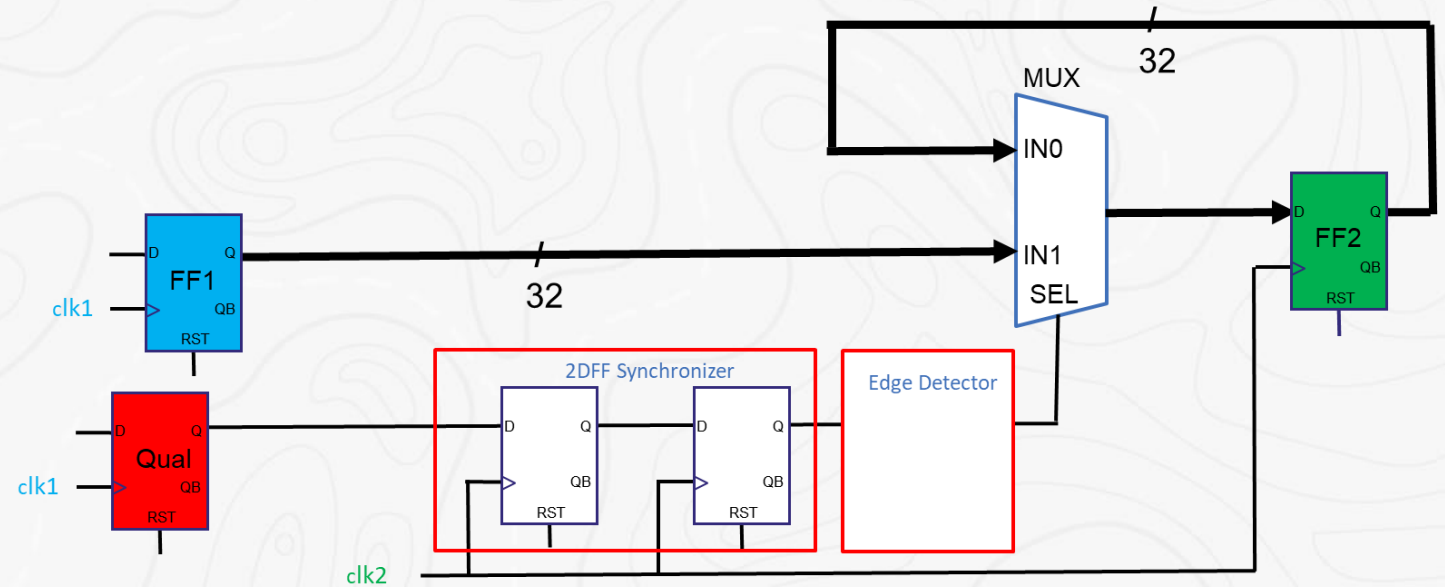 32
MUX
IN0
D
Q
FF2
QB
RST
D
Q
FF1
QB
RST
clk1
32
IN1
SEL
2DFF Synchronizer
Edge Detector
D
Q
Qual
QB
RST
clk1
D
Q
QB
RST
D
Q
QB
RST
clk2